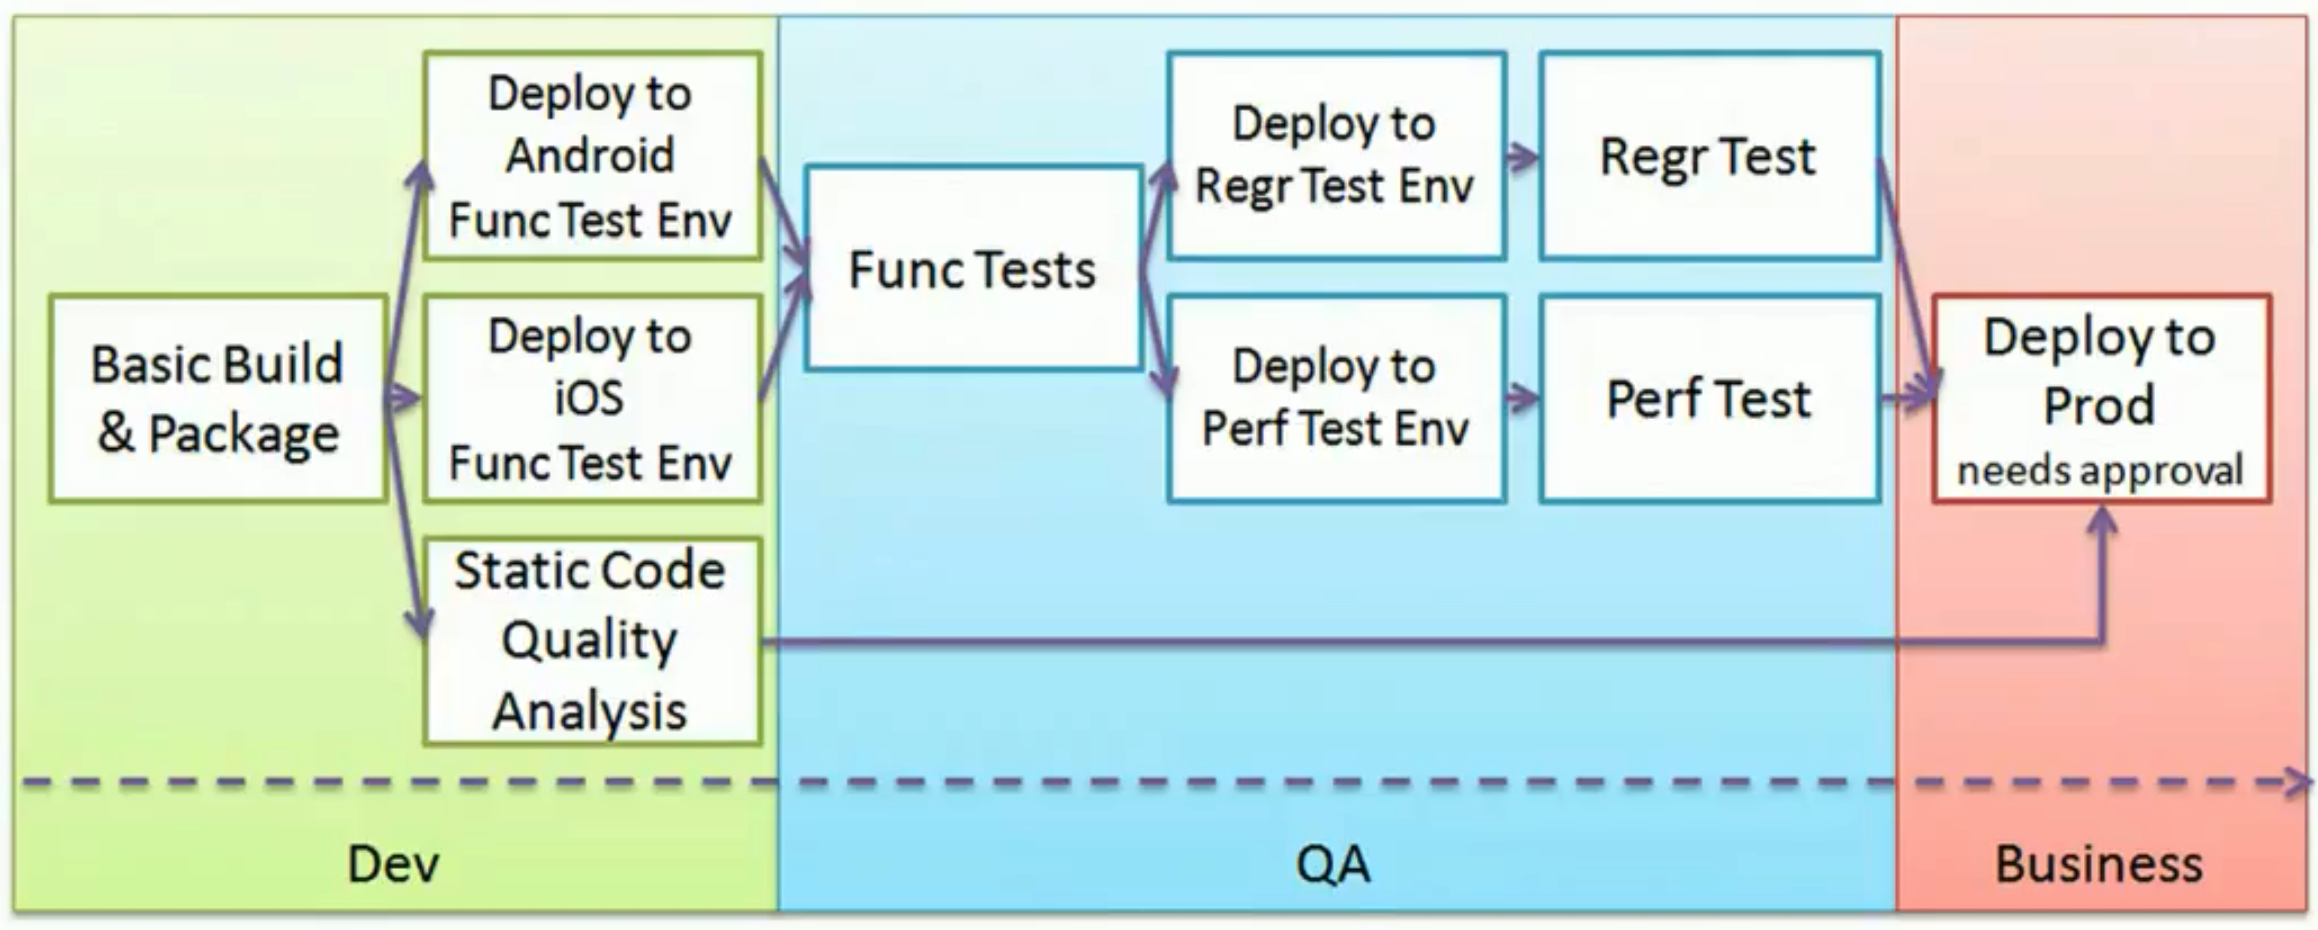 Basic Build
& Package
Deploy to
Android
Func Test Env
Deploy to
iOS
Func Test Env
Static Code
Quality
Analysis
Func Tests
Deploy to
Regr Test Env
Regr Test
Deploy to
Perf Test Env
Perf Test
Deploy to
Prod
needs approval
Dev
QA
Business